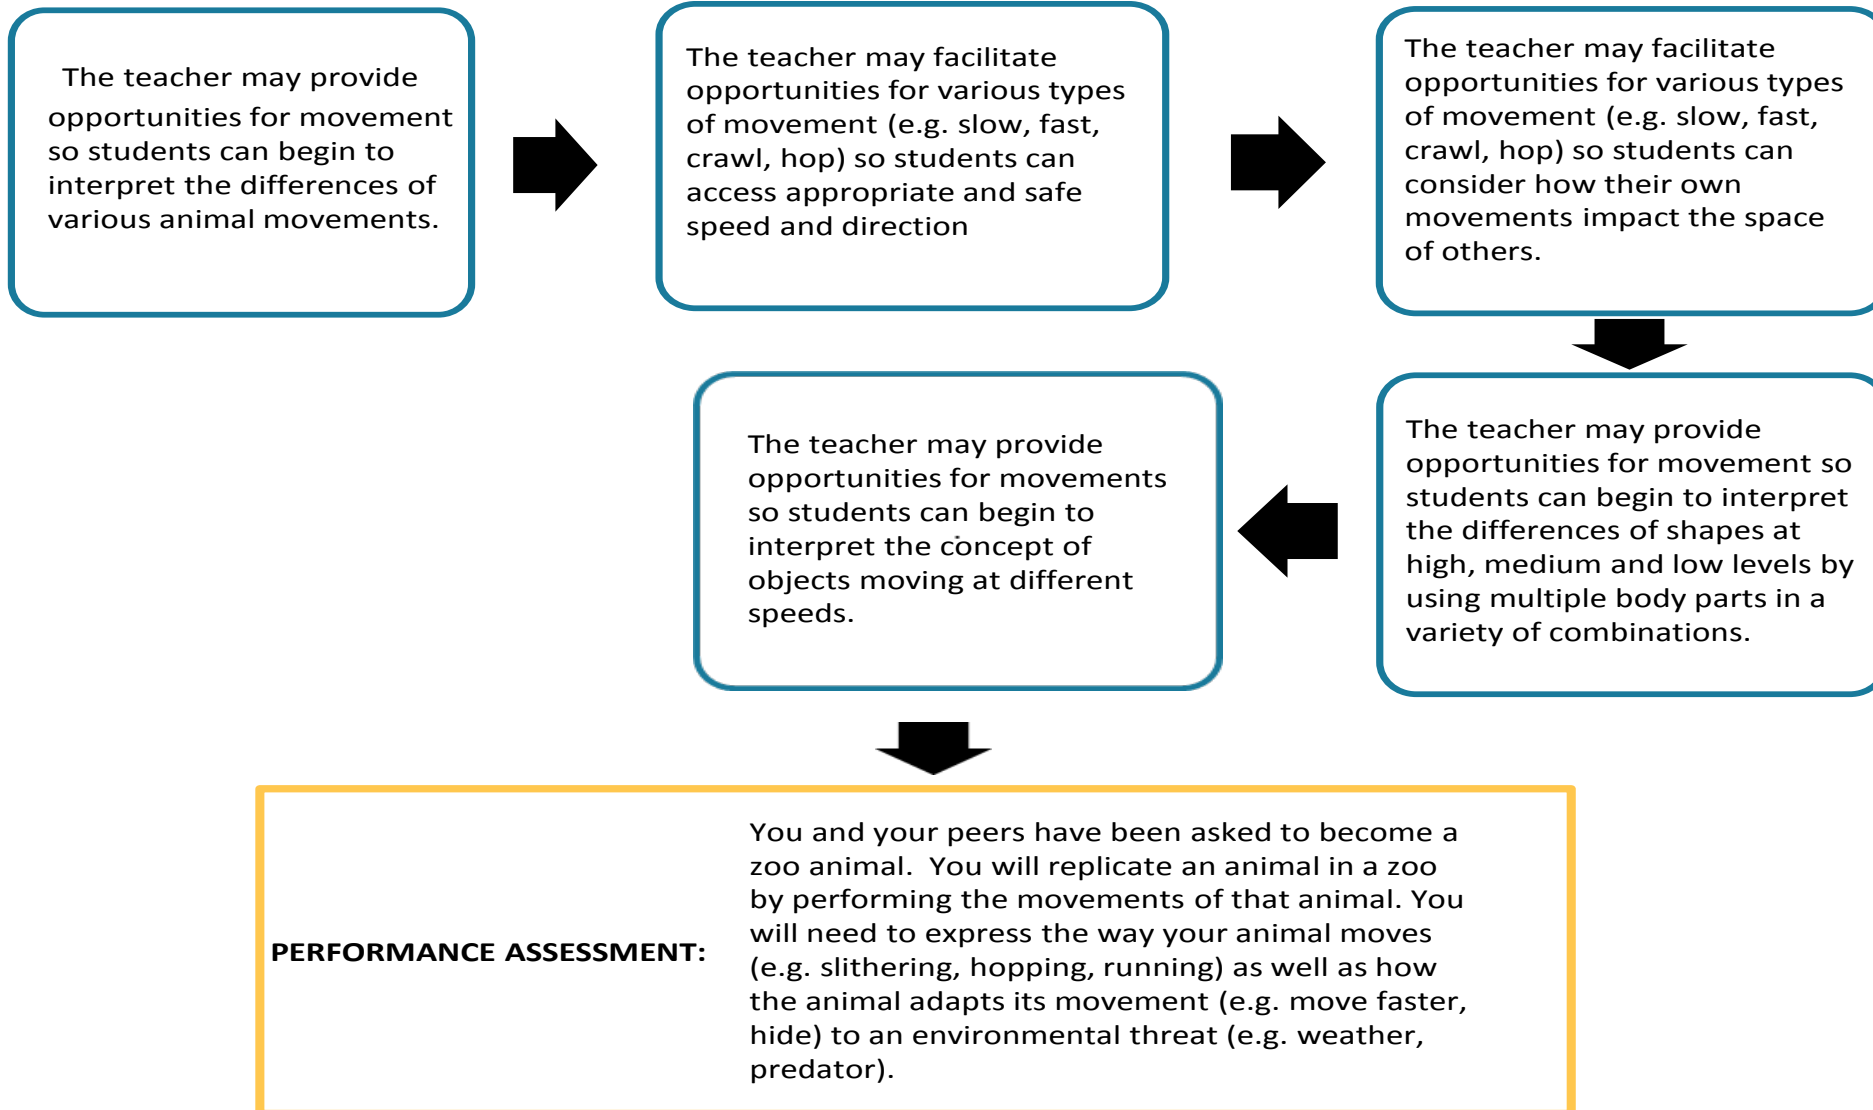 The teacher may provide
opportunities for movement
so students can begin to
interpret the differences of
various animal movements.
The teacher may facilitate
opportunities for various types
of movement (e.g. slow, fast,
crawl, hop) so students can
access appropriate and safe
speed and direction
The teacher may facilitate
opportunities for various types
of movement (e.g. slow, fast,
crawl, hop) so students can
consider how their own
movements impact the space
of others.
The teacher may provide
opportunities for movement so
students can begin to interpret
the differences of shapes at
high, medium and low levels by
using multiple body parts in a
variety of combinations.
The teacher may provide
opportunities for movements
so students can begin to
interpret the concept of
objects moving at different
speeds.
PERFORMANCE ASSESSMENT:
You and your peers have been asked to become a
zoo animal.  You will replicate an animal in a zoo
by performing the movements of that animal. You
will need to express the way your animal moves
(e.g. slithering, hopping, running) as well as how
the animal adapts its movement (e.g. move faster,
hide) to an environmental threat (e.g. weather,
predator).